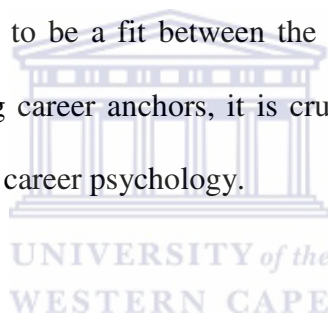 to be a fit between the
g career anchors, it is cru
career psychology.
UNIVERSITY of the
WESTERN CAPE